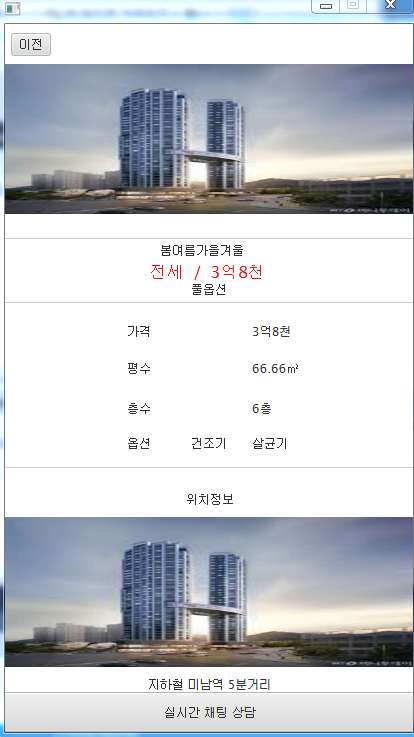 이전
봄여름가을겨울
전세 / 3억8천
풀옵션
가격 3억8천
평수 66.66㎡
층수 6층
옵션 건조기 살균기
위치정보
지하철 미남역 5분거리
실시간 채팅 상담